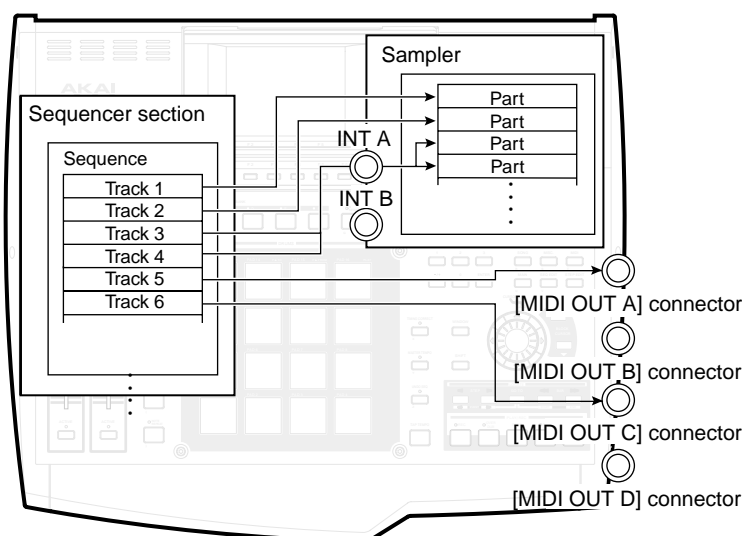 Sampler
Part
Part
Part
Part
AKAI
Sequencer section
Sequence
Track 1
Track 2
Track 3
Track 4
Track 5
Track 6
INT A
INT B
[MIDI OUT A] connector
[MIDI OUT B] connector
[MIDI OUT C] connector
[MIDI OUT D] connector